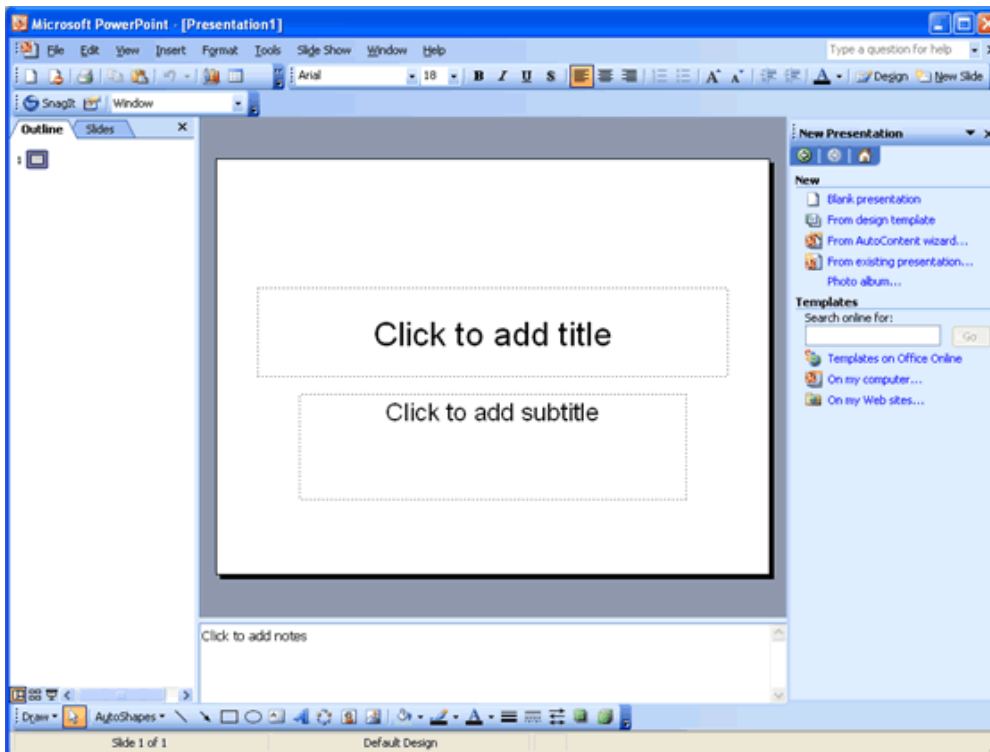 Microsoft PowerPoint - [Presentation1]
File Edit View Insert Format Tools Slide Show Window Help Type a question for help
Arial 18 B I U S A A A Design New Slide
SnagIt Window
Outline Slides
New Presentation
1
New
Blank presentation
From design template
From AutoContent wizard...
From existing presentation...
Photo album...
Templates
Search online for:
Go
Templates on Office Online
On my computer...
On my Web sites...
Click to add title
Click to add subtitle
Click to add notes
Draw AutoShapes A A
Slide 1 of 1 Default Design